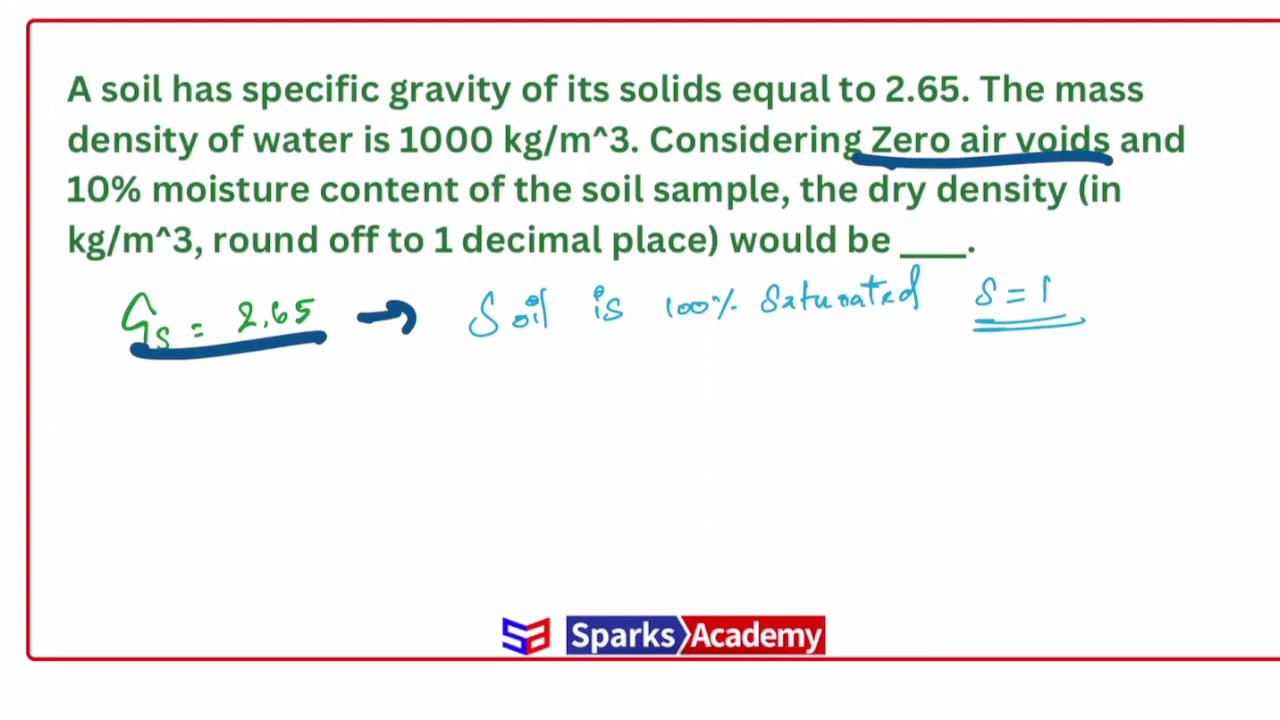 A soil has specific gravity of its solids equal to 2.65. The mass
density of water is 1000 kg/m^3. Considering Zero air voids and
10% moisture content of the soil sample, the dry density (in
kg/m^3, round off to 1 decimal place) would be ___.
Gs = 2.65 → Soil is 100% Saturated S = 1
Sparks Academy